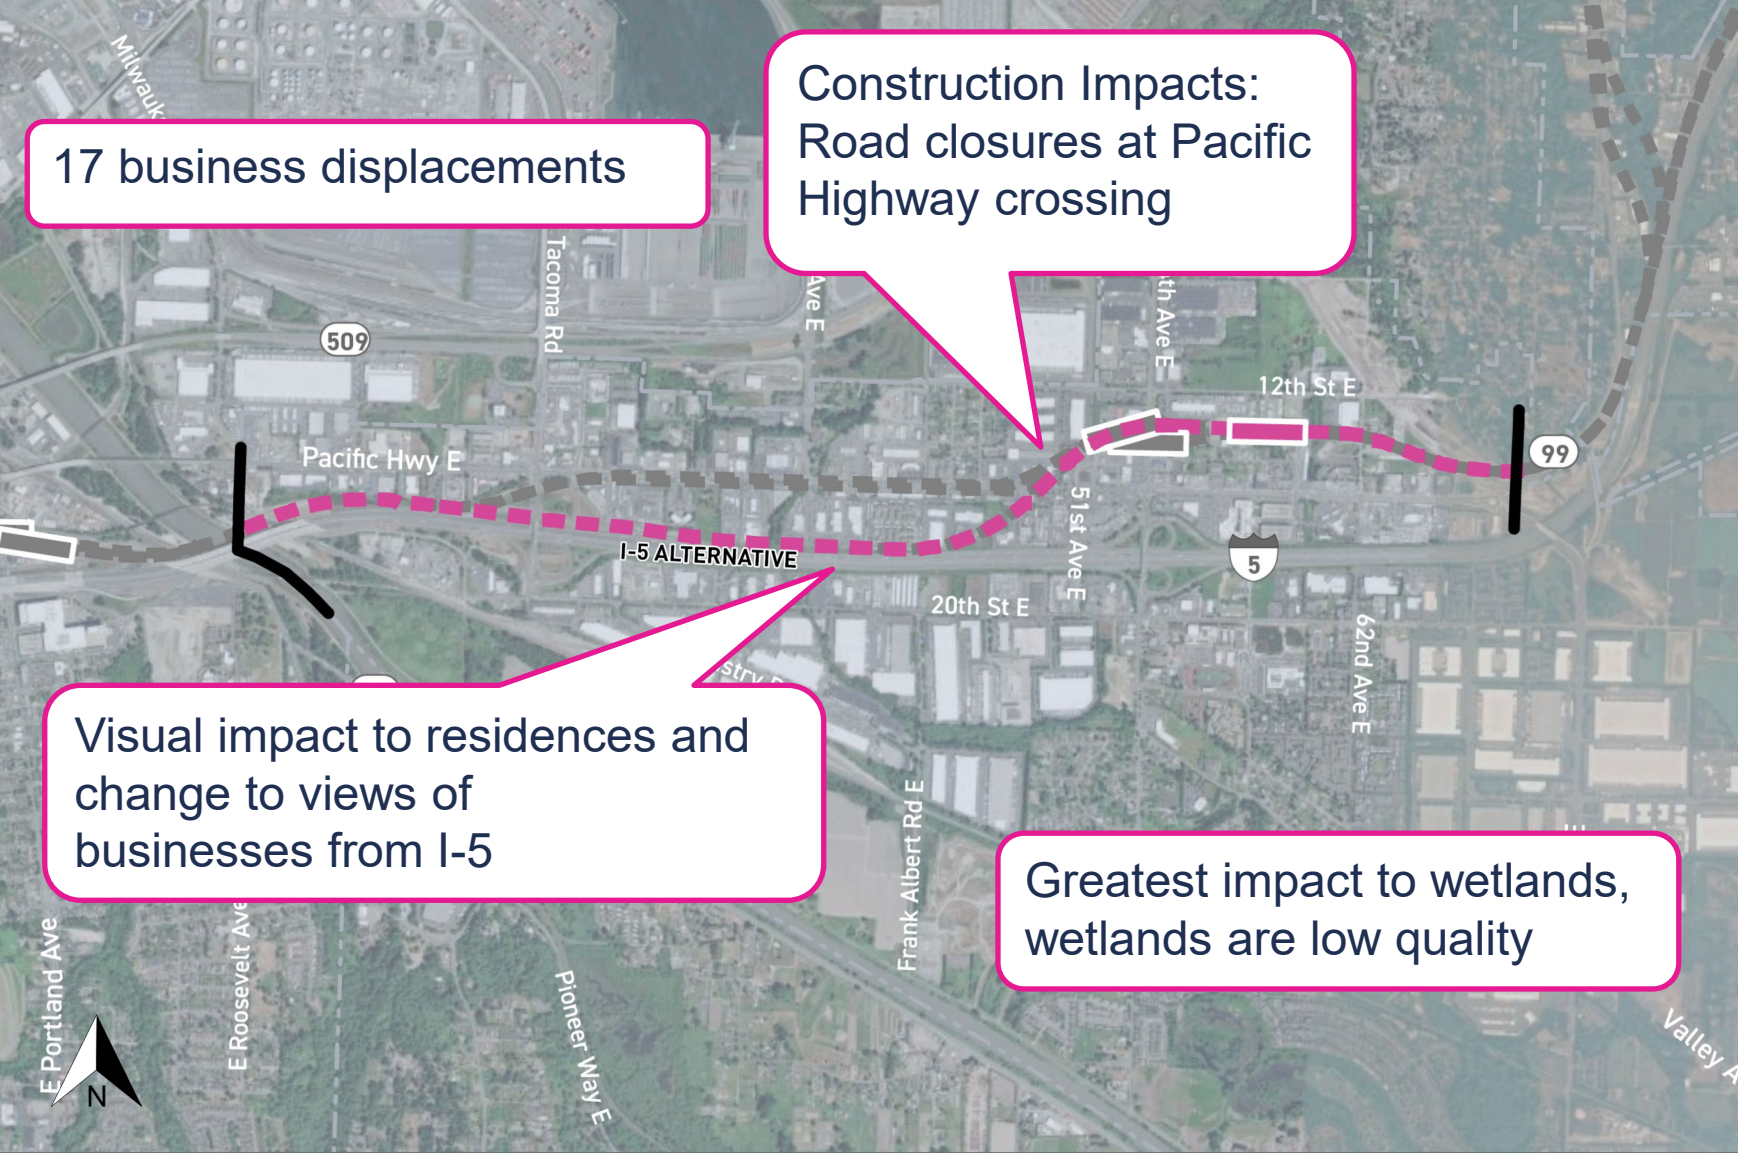 17 business displacements
Construction Impacts:
Road closures at Pacific
Highway crossing
Tacoma Rd
Ave E
Ave E
509
12th St E
Pacific Hwy E
99
51st Ave E
I-5 ALTERNATIVE
5
20th St E
62nd Ave E
Visual impact to residences and
change to views of
businesses from I-5
Frank Albert Rd E
Greatest impact to wetlands,
wetlands are low quality
E Portland Ave
E Roosevelt Ave
Pioneer Way E
Valley
N